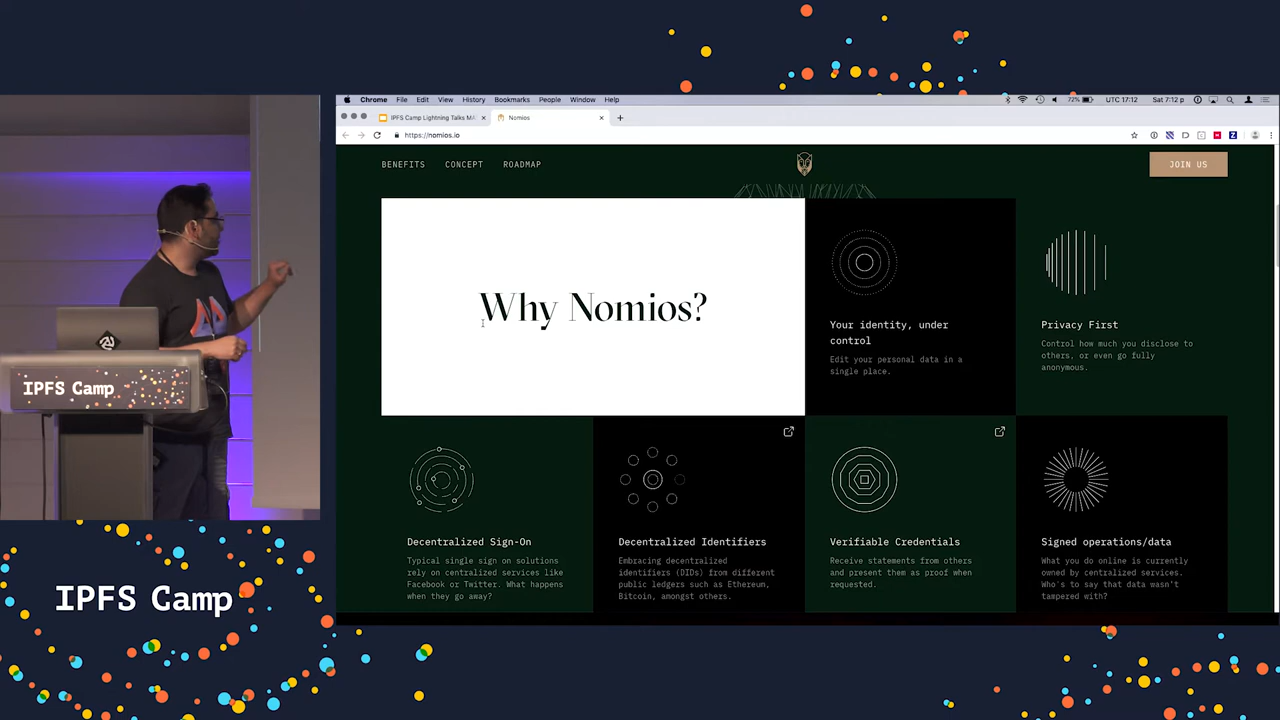 Chrome File Edit View History Bookmarks People Window Help
72% UTC 17:12 Sat 7:12 p
IPFS Camp Lightning Talks MA
Nomios
https://nomios.io
BENEFITS CONCEPT ROADMAP
JOIN US
Why Nomios?
Your identity, under
control
Edit your personal data in a
single place.
Privacy First
Control how much you disclose to
others, or even go fully
anonymous.
Decentralized Sign-On
Typical single sign on solutions
rely on centralized services like
Facebook or Twitter. What happens
when they go away?
Decentralized Identifiers
Embracing decentralized
identifiers (DIDs) from different
public ledgers such as Ethereum,
Bitcoin, amongst others.
Verifiable Credentials
Receive statements from others
and present them as proof when
requested.
Signed operations/data
What you do online is currently
owned by centralized services.
Who's to say that data wasn't
tampered with?
IPFS Camp
IPFS Camp